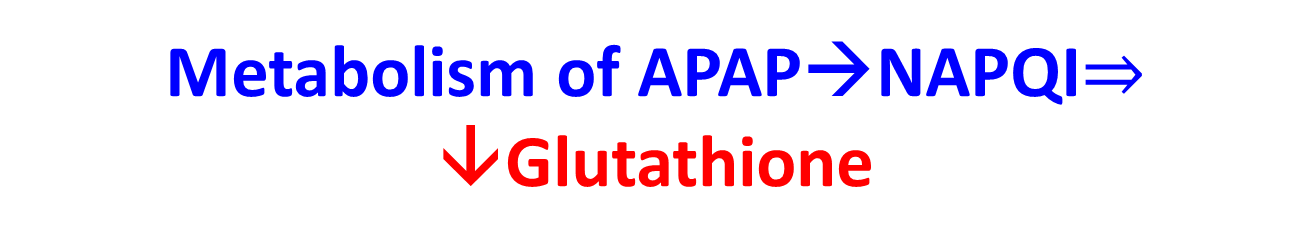 Metabolism of APAP→NAPQI⇒
↓Glutathione